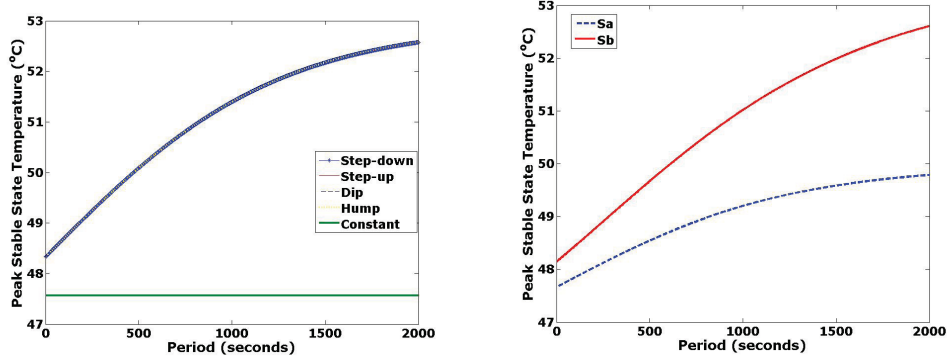 53
52
51
50
49
48
47
Peak Stable State Temperature (°C)
Step-down
Step-up
Dip
Hump
Constant
0 500 1000 1500 2000
Period (seconds)
53
52
51
50
49
48
47
Peak Stable State Temperature (°C)
Sa
Sb
0 500 1000 1500 2000
Period (seconds)